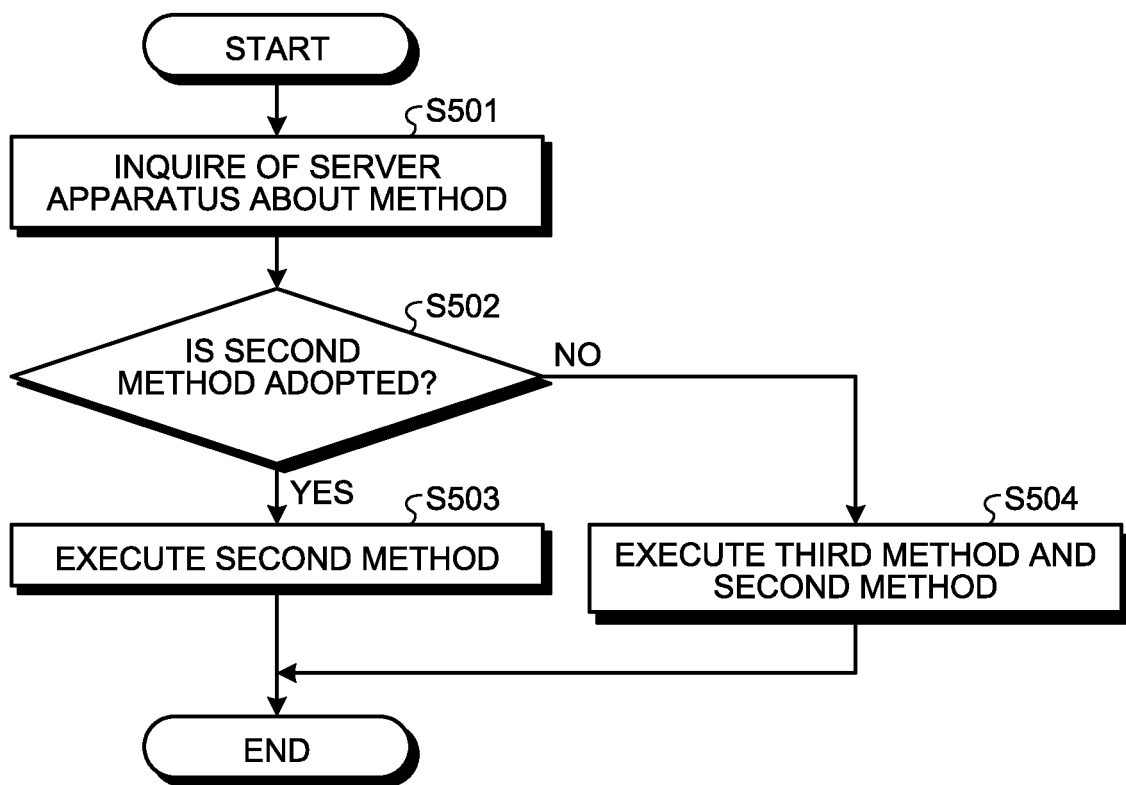 START
S501
INQUIRE OF SERVER
APPARATUS ABOUT METHOD
S502
IS SECOND
METHOD ADOPTED?
NO
YES
S503
EXECUTE SECOND METHOD
S504
EXECUTE THIRD METHOD AND
SECOND METHOD
END